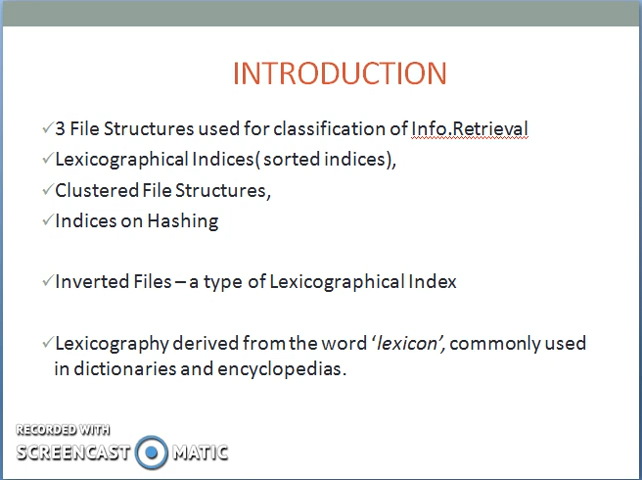 INTRODUCTION
✓3 File Structures used for classification of Info.Retrieval
✓Lexicographical Indices( sorted indices),
✓Clustered File Structures,
✓Indices on Hashing
✓Inverted Files – a type of Lexicographical Index
✓Lexicography derived from the word ‘lexicon’, commonly used
in dictionaries and encyclopedias.
RECORDED WITH
SCREENCAST MATIC